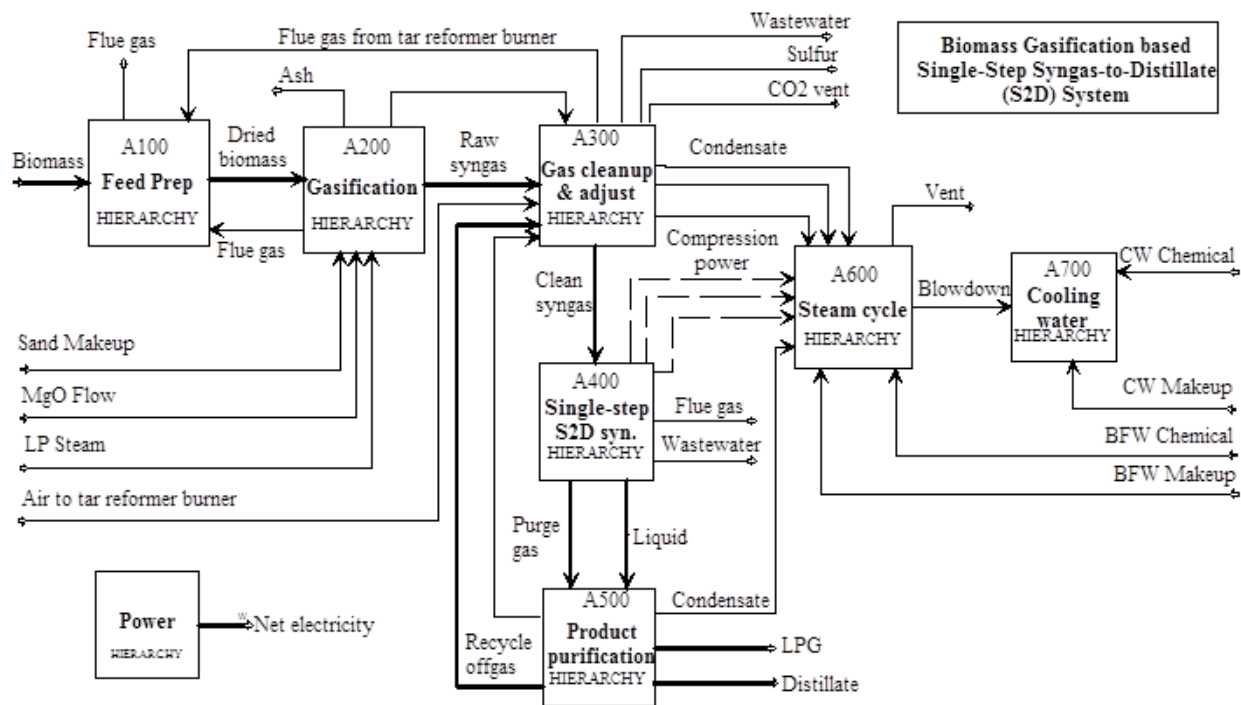 Flue gas
Flue gas from tar reformer burner
Wastewater
Sulfur
CO2 vent
Ash
Biomass Gasification based
Single-Step Syngas-to-Distillate
(S2D) System
Biomass
A100
Feed Prep
HIERARCHY
Dried
biomass
A200
Gasification
HIERARCHY
Raw
syngas
A300
Gas cleanup
& adjust
HIERARCHY
Condensate
Flue gas
Vent
Compression
power
Clean
syngas
A600
Steam cycle
HIERARCHY
Blowdown
A700
Cooling
water
HIERARCHY
CW Chemical
Sand Makeup
MgO Flow
LP Steam
Air to tar reformer burner
A400
Single-step
S2D syn.
HIERARCHY
Flue gas
Wastewater
CW Makeup
BFW Chemical
BFW Makeup
Purge
gas
Liquid
Power
HIERARCHY
W
Net electricity
Recycle
offgas
A500
Product
purification
HIERARCHY
Condensate
LPG
Distillate